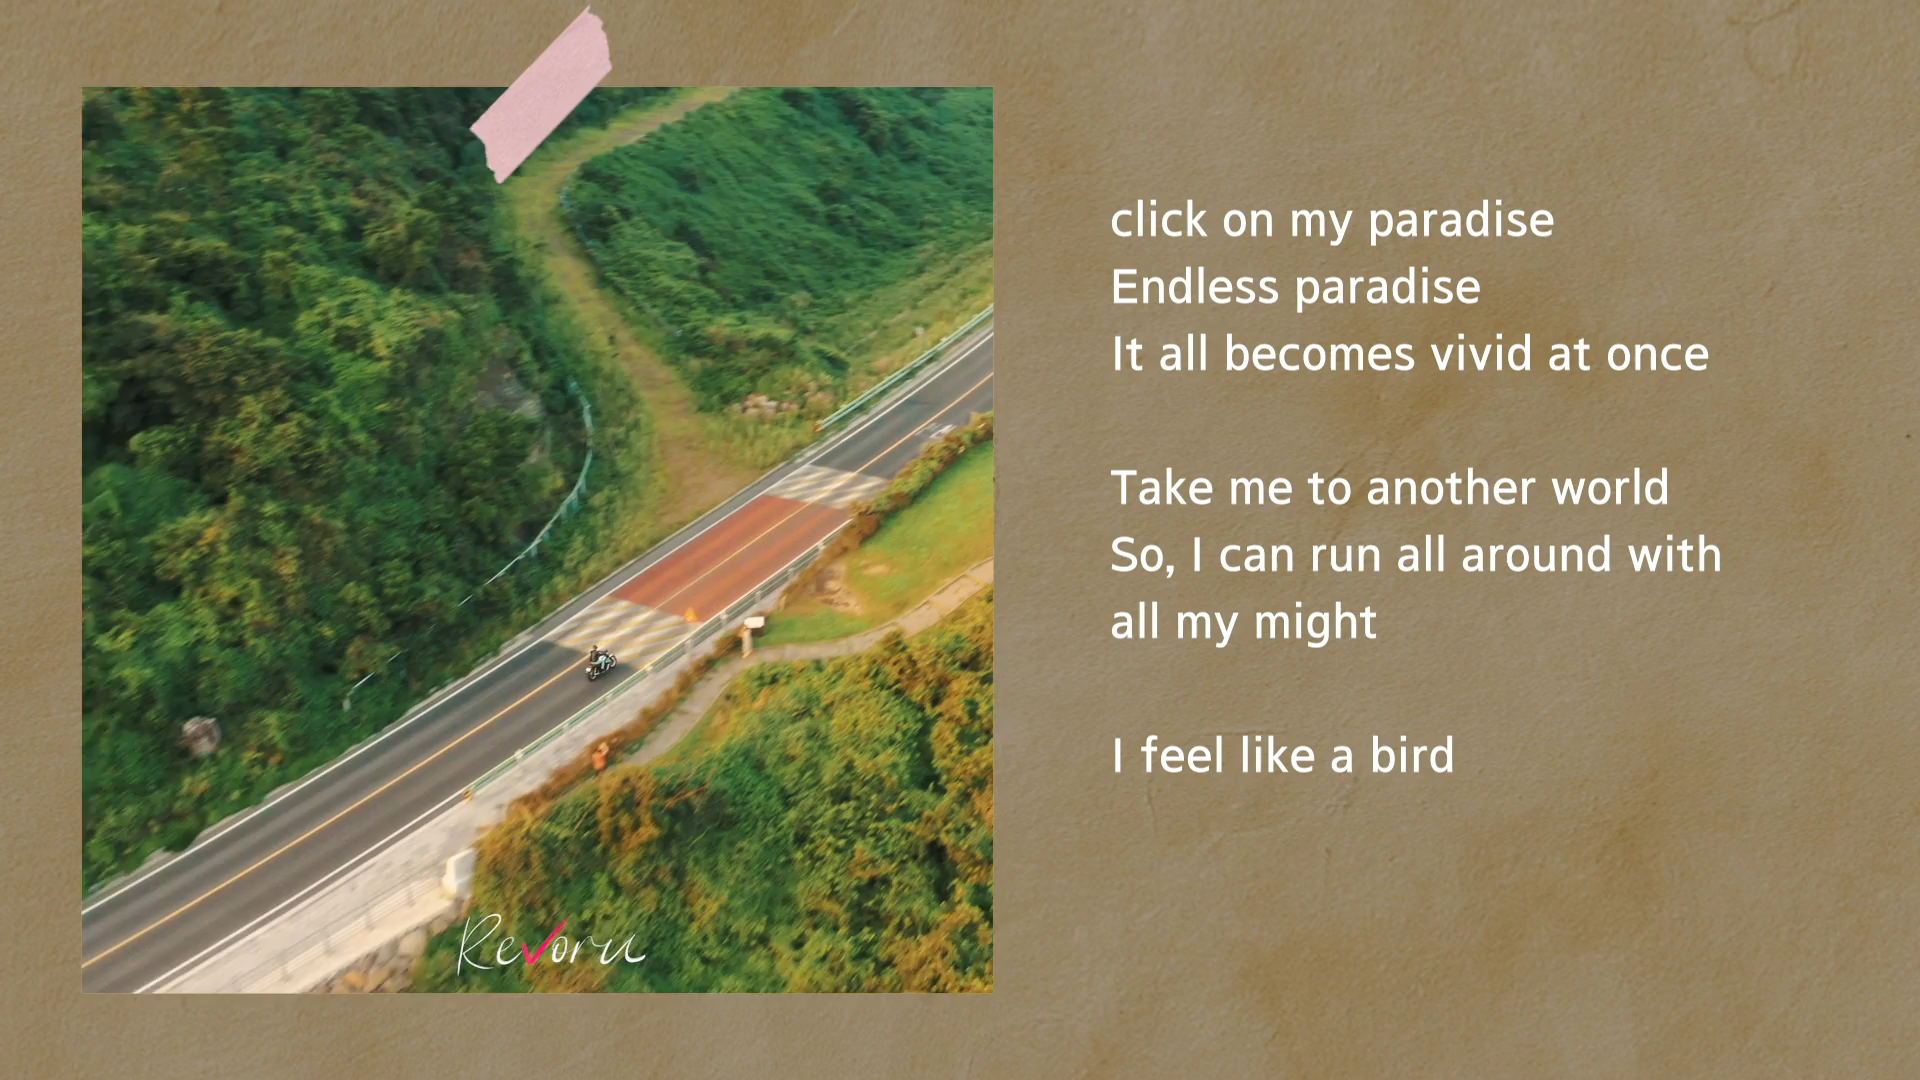 click on my paradise
Endless paradise
It all becomes vivid at once
Take me to another world
So, I can run all around with
all my might
I feel like a bird
Revoru